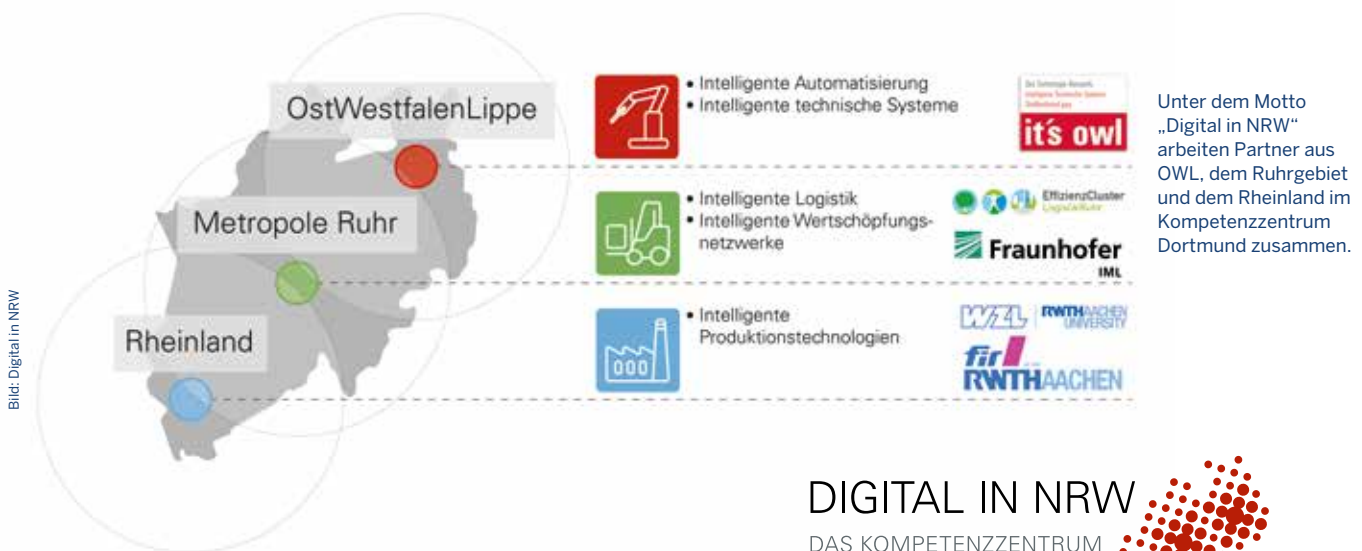 OstWestfalenLippe
Metropole Ruhr
Rheinland
• Intelligente Automatisierung
• Intelligente technische Systeme
it's owl
• Intelligente Logistik
• Intelligente Wertschöpfungs-
netzwerke
EffizienzCluster
LogistikRuhr
Fraunhofer
IML
• Intelligente
Produktionstechnologien
WZL RWTHAACHEN
UNIVERSITY
fir
RWTHAACHEN
Unter dem Motto
„Digital in NRW“
arbeiten Partner aus
OWL, dem Ruhrgebiet
und dem Rheinland im
Kompetenzzentrum
Dortmund zusammen.
Bild: Digital in NRW
DIGITAL IN NRW
DAS KOMPETENZZENTRUM